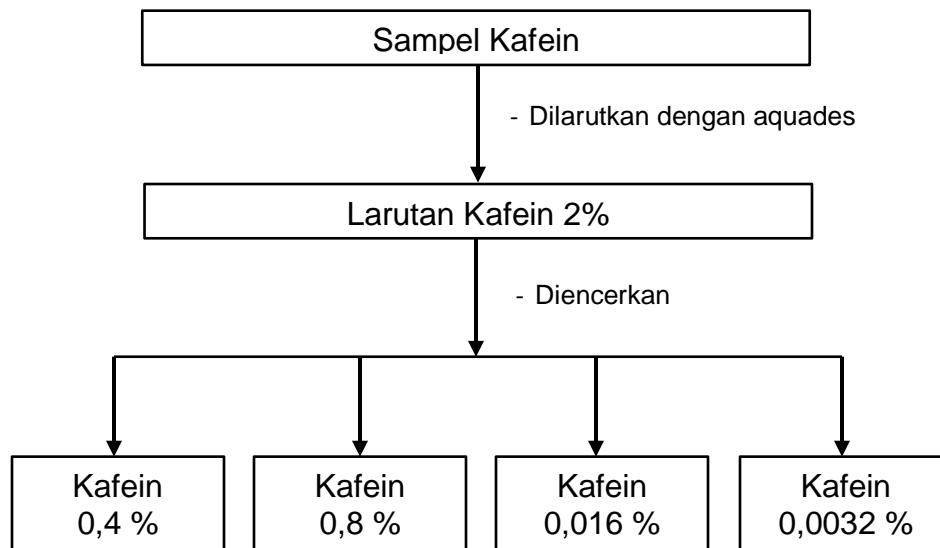 Sampel Kafein
- Dilarutkan dengan aquades
Larutan Kafein 2%
- Diencerkan
Kafein
0,4 %
Kafein
0,8 %
Kafein
0,016 %
Kafein
0,0032 %